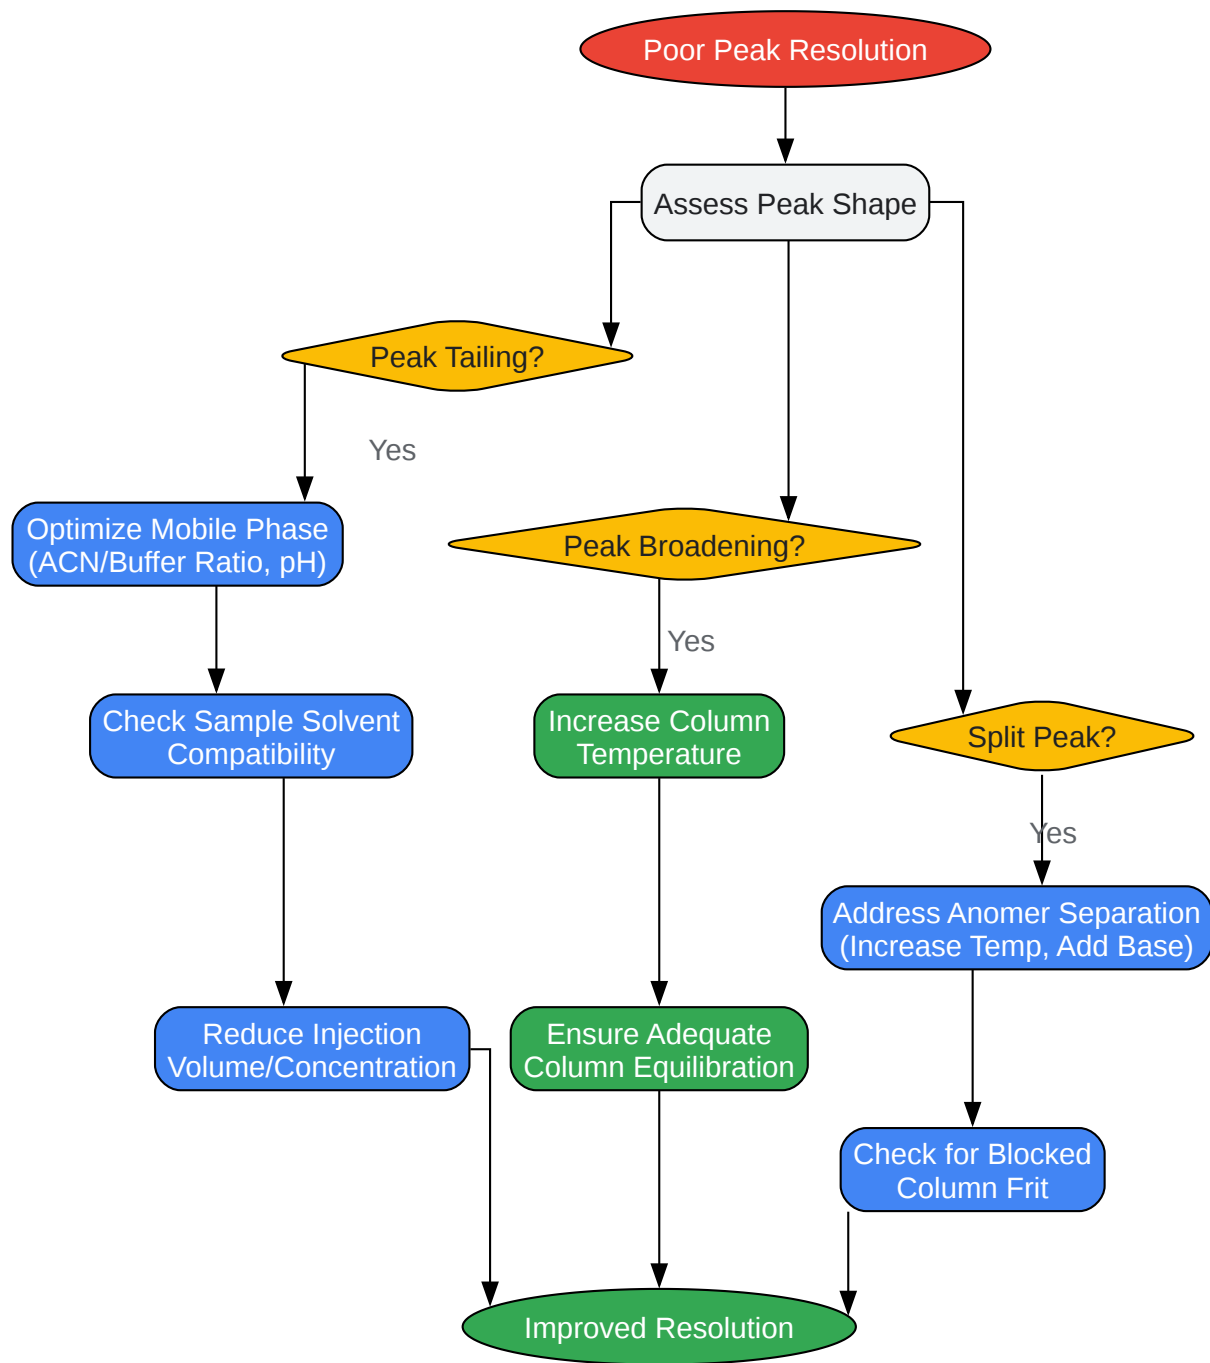 Poor Peak Resolution
Assess Peak Shape
Peak Tailing?
Yes
Optimize Mobile Phase
(ACN/Buffer Ratio, pH)
Peak Broadening?
Yes
Check Sample Solvent
Compatibility
Increase Column
Temperature
Split Peak?
Yes
Address Anomer Separation
(Increase Temp, Add Base)
Reduce Injection
Volume/Concentration
Ensure Adequate
Column Equilibration
Check for Blocked
Column Frit
Improved Resolution